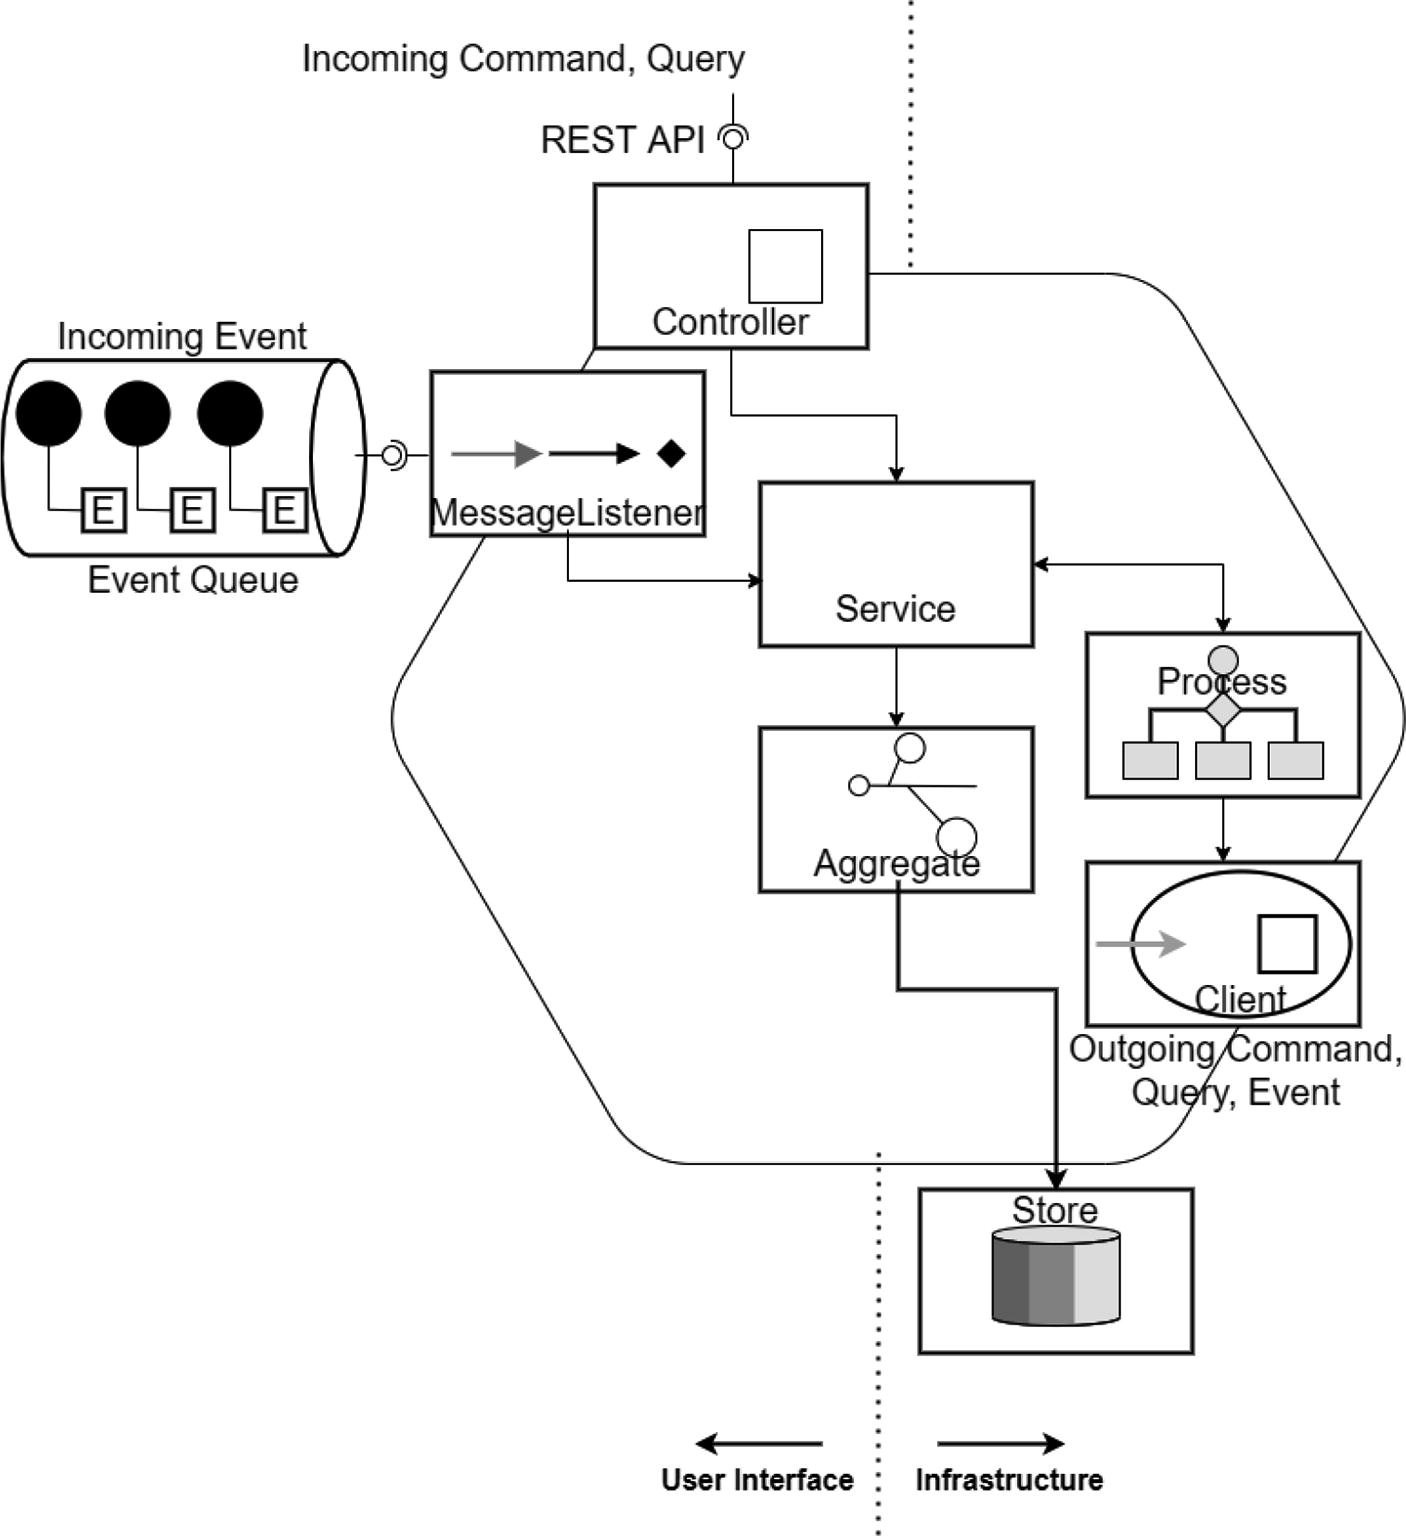 Incoming Command, Query
REST API
Controller
Incoming Event
E E E
Event Queue
MessageListener
Service
Process
Aggregate
Client
Outgoing Command,
Query, Event
Store
User Interface
Infrastructure